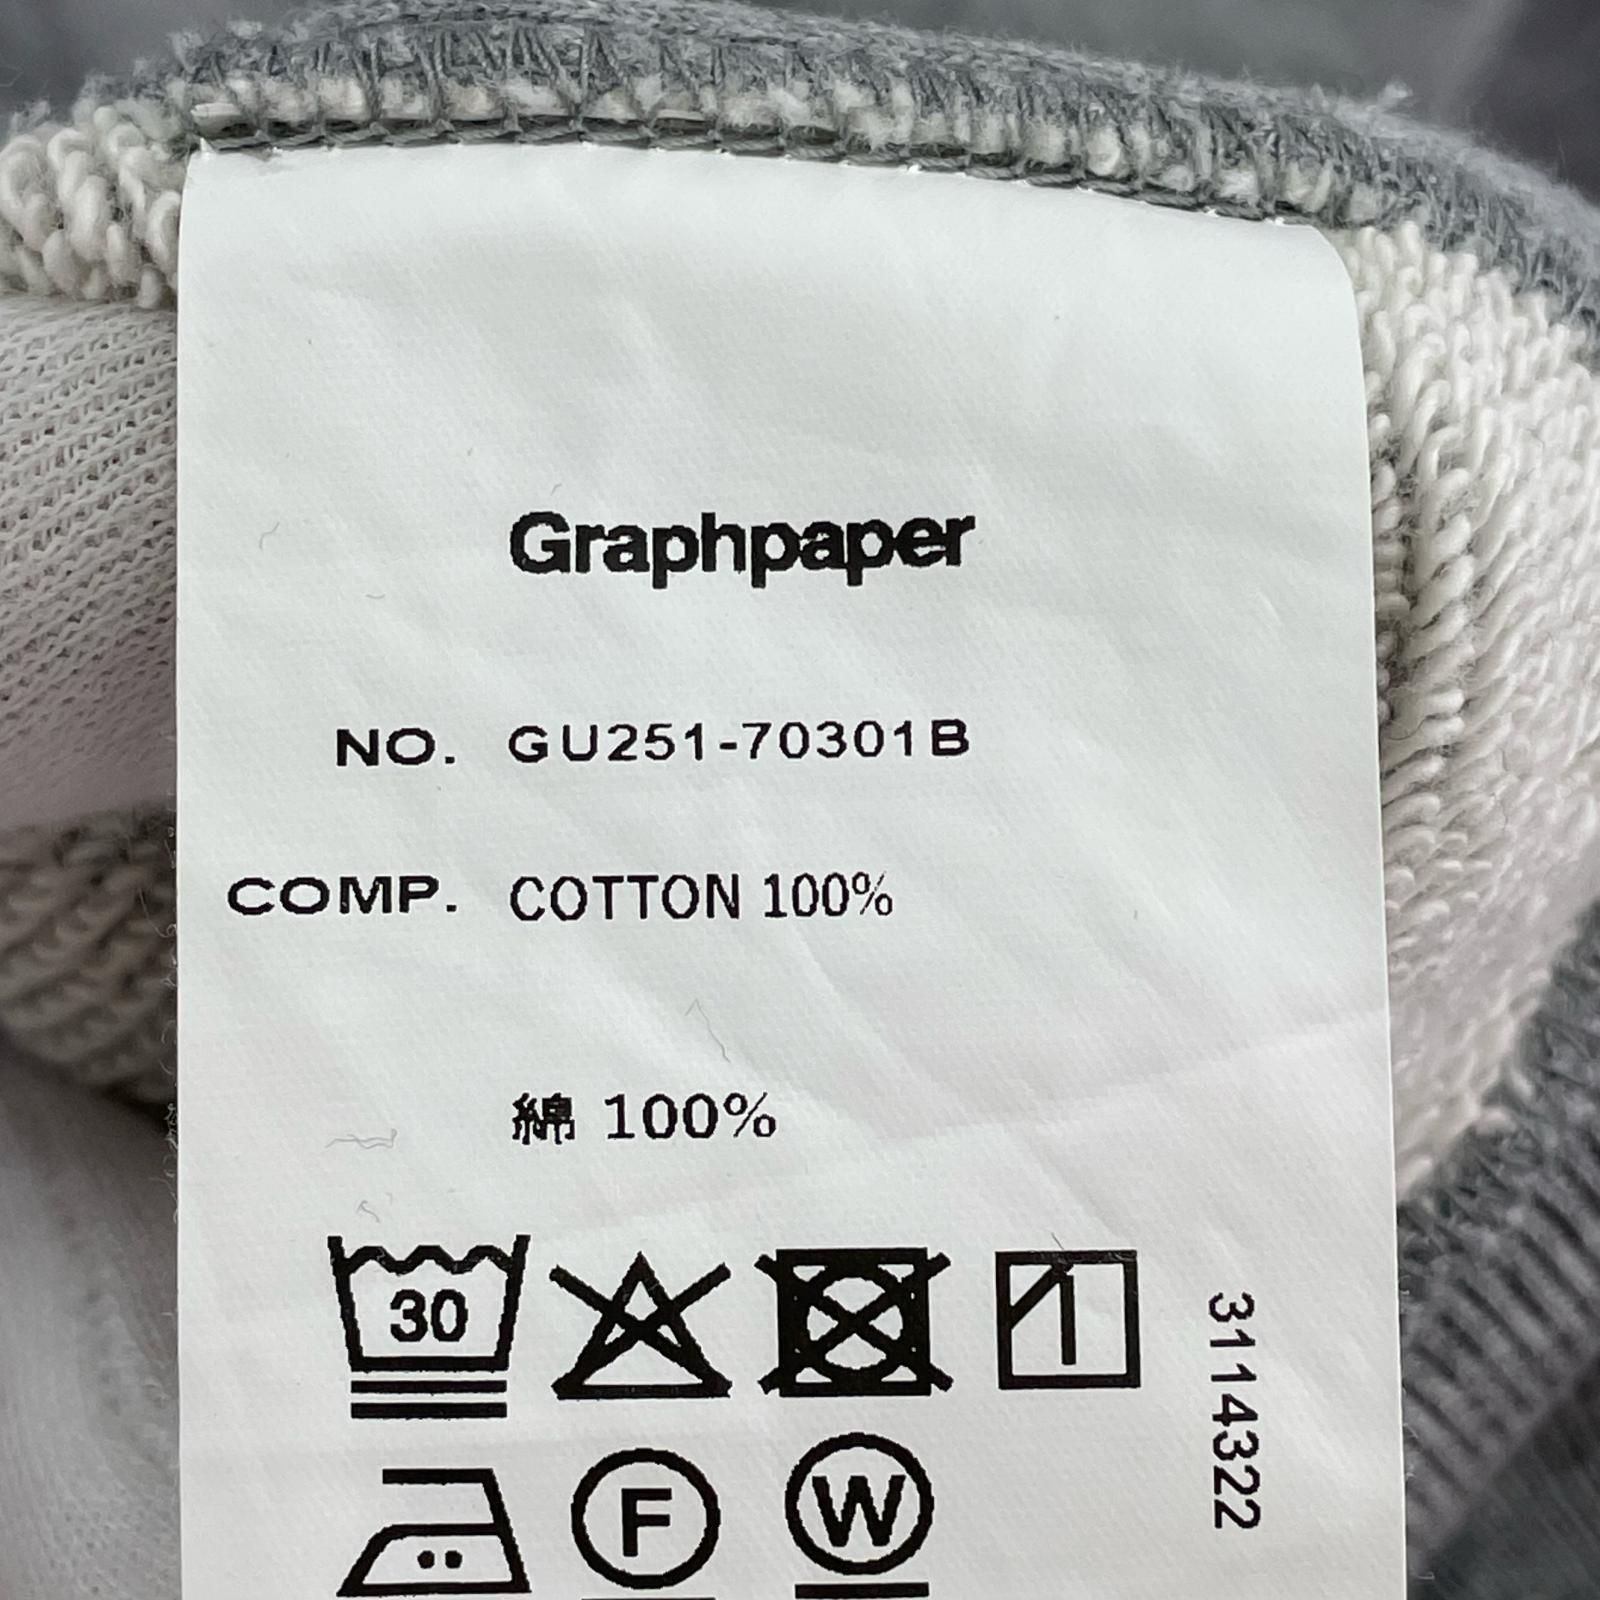 Graphpaper
NO. GU251-70301B
COMP. COTTON 100%
綿 100%
30
3114322
F
W